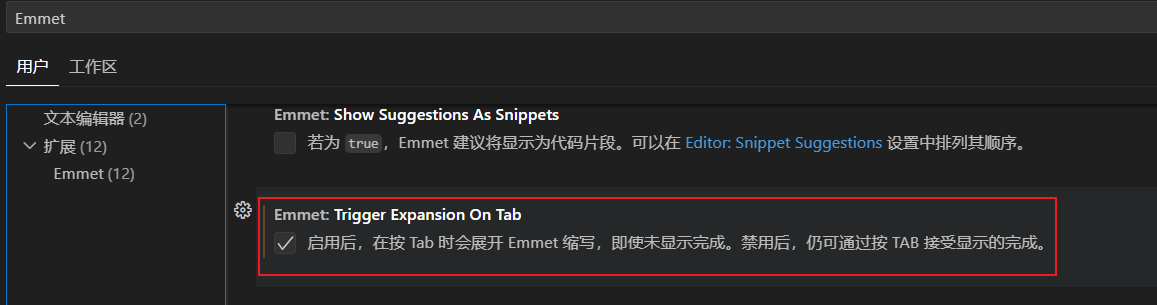 Emmet
用户 工作区
文本编辑器 (2)
扩展 (12)
Emmet (12)
Emmet: Show Suggestions As Snippets
若为 true，Emmet 建议将显示为代码片段。可以在 Editor: Snippet Suggestions 设置中排列其顺序。
Emmet: Trigger Expansion On Tab
启用后，在按 Tab 时会展开 Emmet 缩写，即使未显示完成。禁用后，仍可通过按 TAB 接受显示的完成。